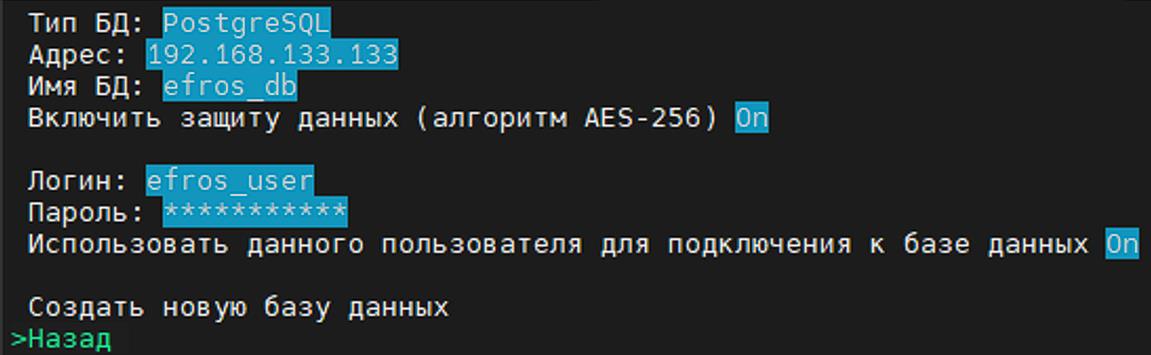 Тип БД: PostgreSQL
Адрес: 192.168.133.133
Имя БД: efros_db
Включить защиту данных (алгоритм AES-256) On
Логин: efros_user
Пароль: ***********
Использовать данного пользователя для подключения к базе данных On
Создать новую базу данных
>Назад